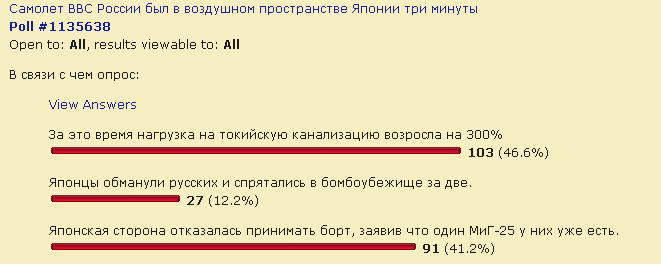 Самолет ВВС России был в воздушном пространстве Японии три минуты
Poll #1135638
Open to: All, results viewable to: All
В связи с чем опрос:
View Answers
За это время нагрузка на токийскую канализацию возросла на 300%
103 (46.6%)
Японцы обманули русских и спрятались в бомбоубежище за две.
27 (12.2%)
Японская сторона отказалась принимать борт, заявив что один МиГ-25 у них уже есть.
91 (41.2%)